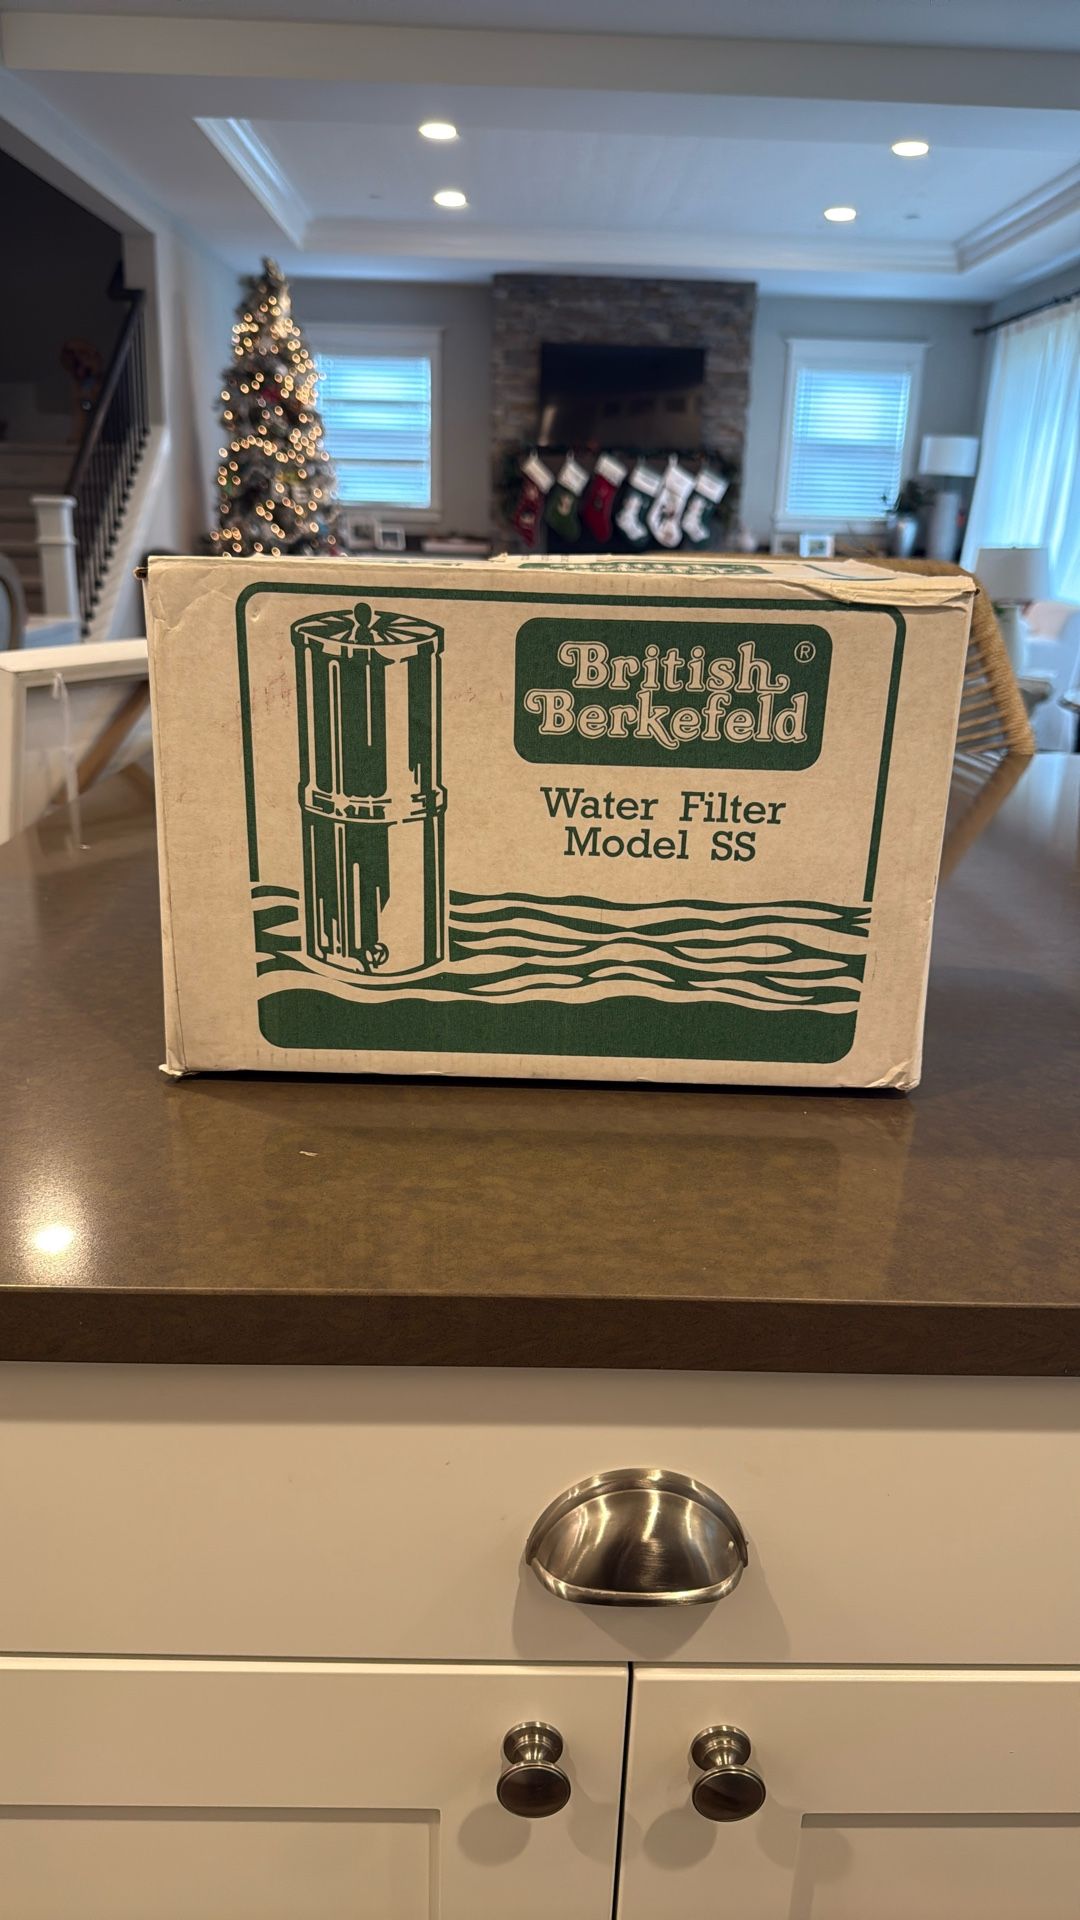 British ®
Berkefeld
Water Filter
Model SS